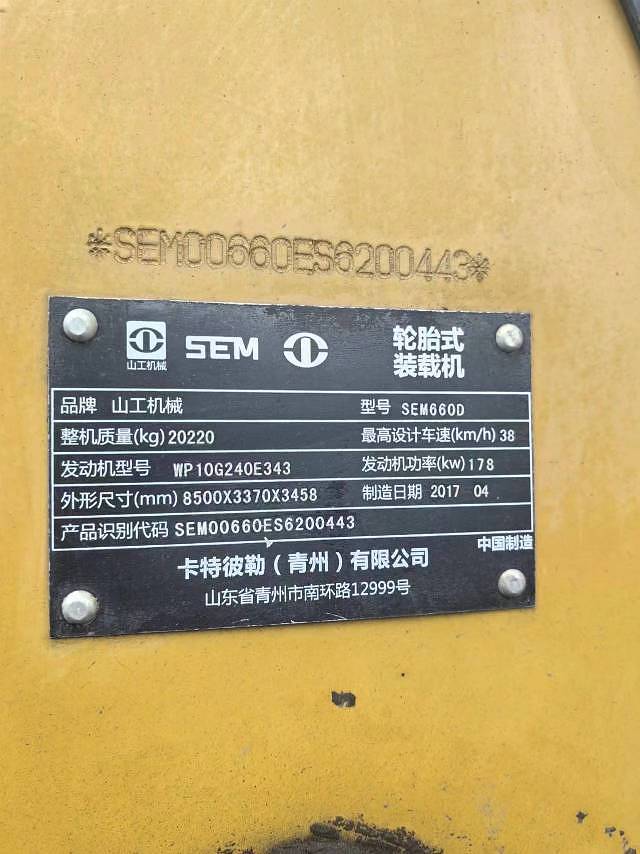 *SEM00660ES6200443*
山工机械 SEM 轮胎式
装载机
品牌 山工机械 型号 SEM660D
整机质量(kg) 20220 最高设计车速(km/h) 38
发动机型号 WP10G240E343 发动机功率(kw) 178
外形尺寸(mm) 8500X3370X3458 制造日期 2017 04
产品识别代码 SEM00660ES6200443
中国制造
卡特彼勒（青州）有限公司
山东省青州市南环路12999号